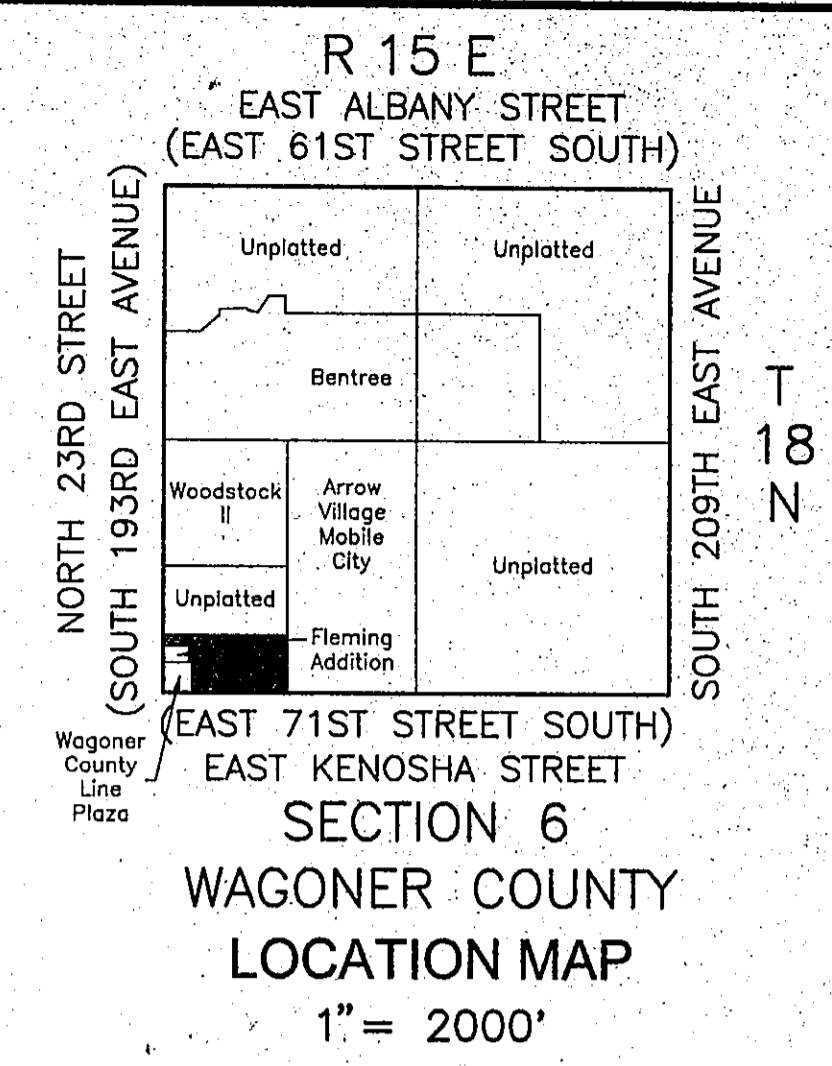 R 15 E
EAST ALBANY STREET
(EAST 61ST STREET SOUTH)
NORTH 23RD STREET
(SOUTH 193RD EAST AVENUE)
Unplatted
Unplatted
SOUTH 209TH EAST AVENUE
T
18
N
Bentree
Woodstock
II
Arrow
Village
Mobile
City
Unplatted
Unplatted
Fleming
Addition
Wagoner
County
Line
Plaza
(EAST 71ST STREET SOUTH)
EAST KENOSHA STREET
SECTION 6
WAGONER COUNTY
LOCATION MAP
1" = 2000'